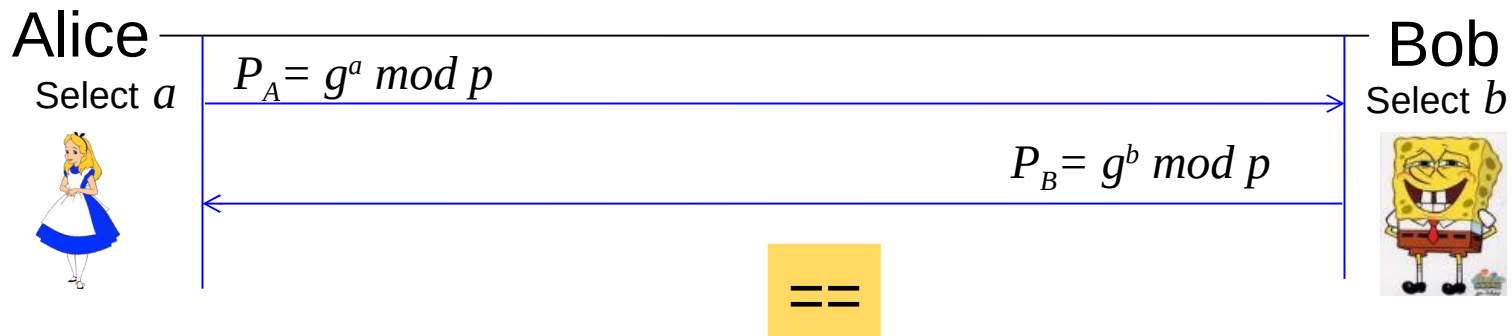 Alice
Bob
Select a
P_A = g^a mod p
Select b
P_B = g^b mod p
==